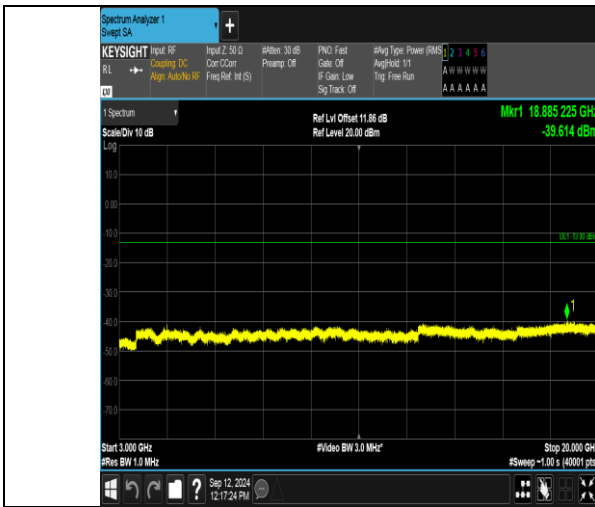 Spectrum Analyzer 1
Swept SA
+
KEYSIGHT Input: RF Input Z: 50 Ω #Atten: 30 dB PNO: Fast #Avg Type: Power (RMS 1 2 3 4 5 6
RL Coupling: DC Corr CCorr Preamp: Off Gate: Off Avg|Hold: 1/1 A W W W W W
Align: Auto/No RF Freq Ref: Int (S) IF Gain: Low Trig: Free Run A A A A A A
Sig Track: Off
LXI
1 Spectrum Ref Lvl Offset 11.86 dB Mkr1 18.885 225 GHz
Scale/Div 10 dB Ref Level 20.00 dBm -39.614 dBm
Log
10.0
0.00
-10.0
DL1 -13.00 dBm
-20.0
-30.0
1
-40.0
-50.0
-60.0
-70.0
Start 3.000 GHz #Video BW 3.0 MHz* Stop 20.000 GHz
#Res BW 1.0 MHz #Sweep ~1.00 s (40001 pts
? Sep 12, 2024
12:17:24 PM